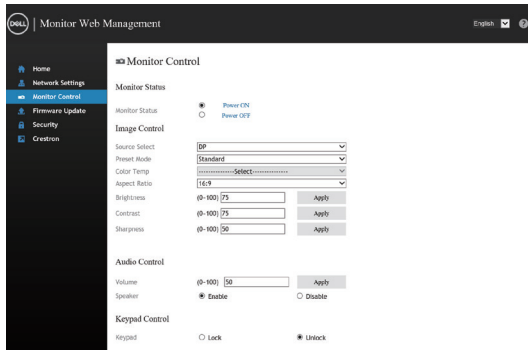 DELL | Monitor Web Management English
Home
Network Settings
Monitor Control
Firmware Update
Security
Crestron
Monitor Control
Monitor Status
Monitor Status Power ON
Power OFF
Image Control
Source Select DP
Preset Mode Standard
Color Temp ---------------Select---------------
Aspect Ratio 16:9
Brightness (0-100) 75 Apply
Contrast (0-100) 75 Apply
Sharpness (0-100) 50 Apply
Audio Control
Volume (0-100) 50 Apply
Speaker Enable Disable
Keypad Control
Keypad Lock Unlock